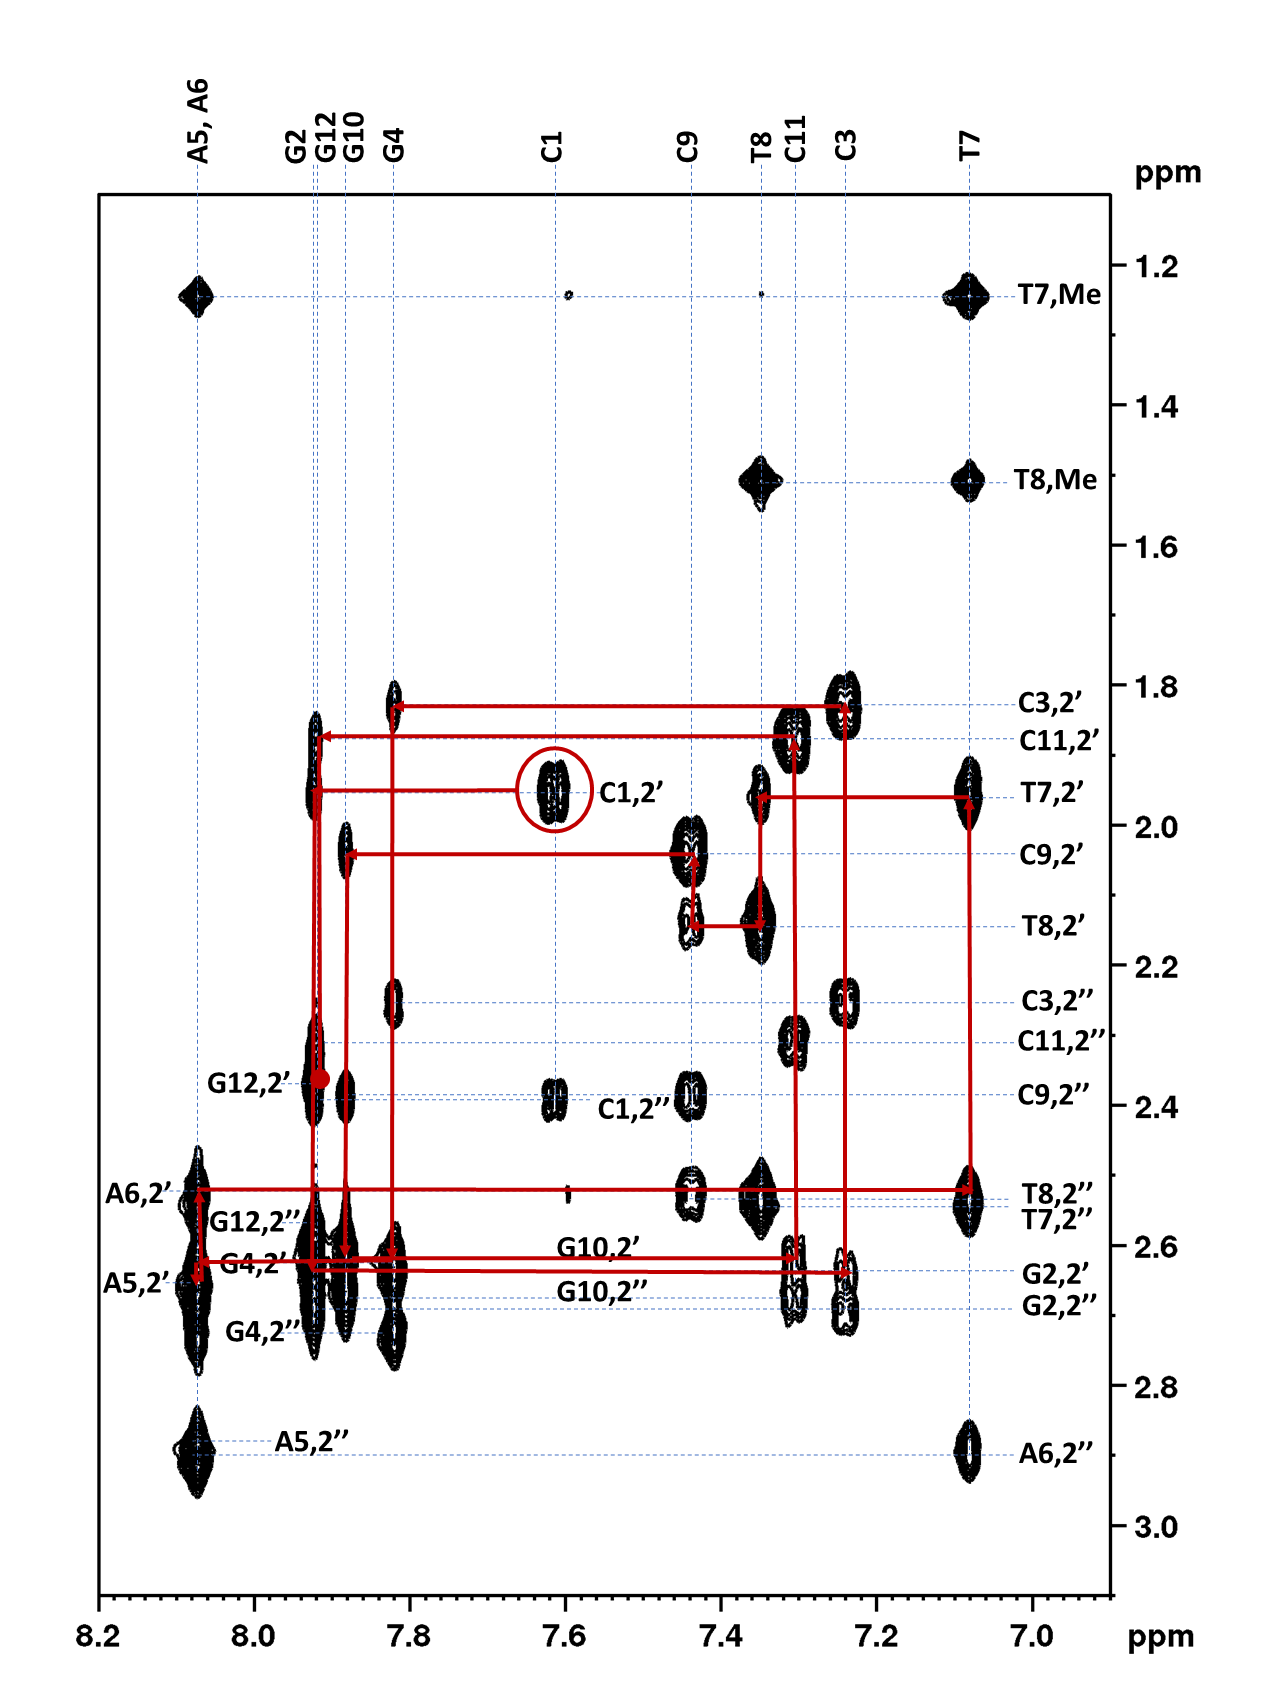 A5, A6
G2
G12
G10
G4
C1
C9
T8
C11
C3
T7
ppm
1.2
T7,Me
1.4
T8,Me
1.6
1.8
C3,2’
C11,2’
C1,2’
T7,2’
2.0
C9,2’
T8,2’
2.2
C3,2’’
C11,2’’
G12,2’
C9,2’’
C1,2’’
2.4
A6,2’
T8,2’’
G12,2’’
T7,2’’
G10,2’
2.6
G4,2’
G2,2’
A5,2’
G10,2’’
G2,2’’
G4,2’’
2.8
A5,2’’
A6,2’’
3.0
8.2 8.0 7.8 7.6 7.4 7.2 7.0 ppm